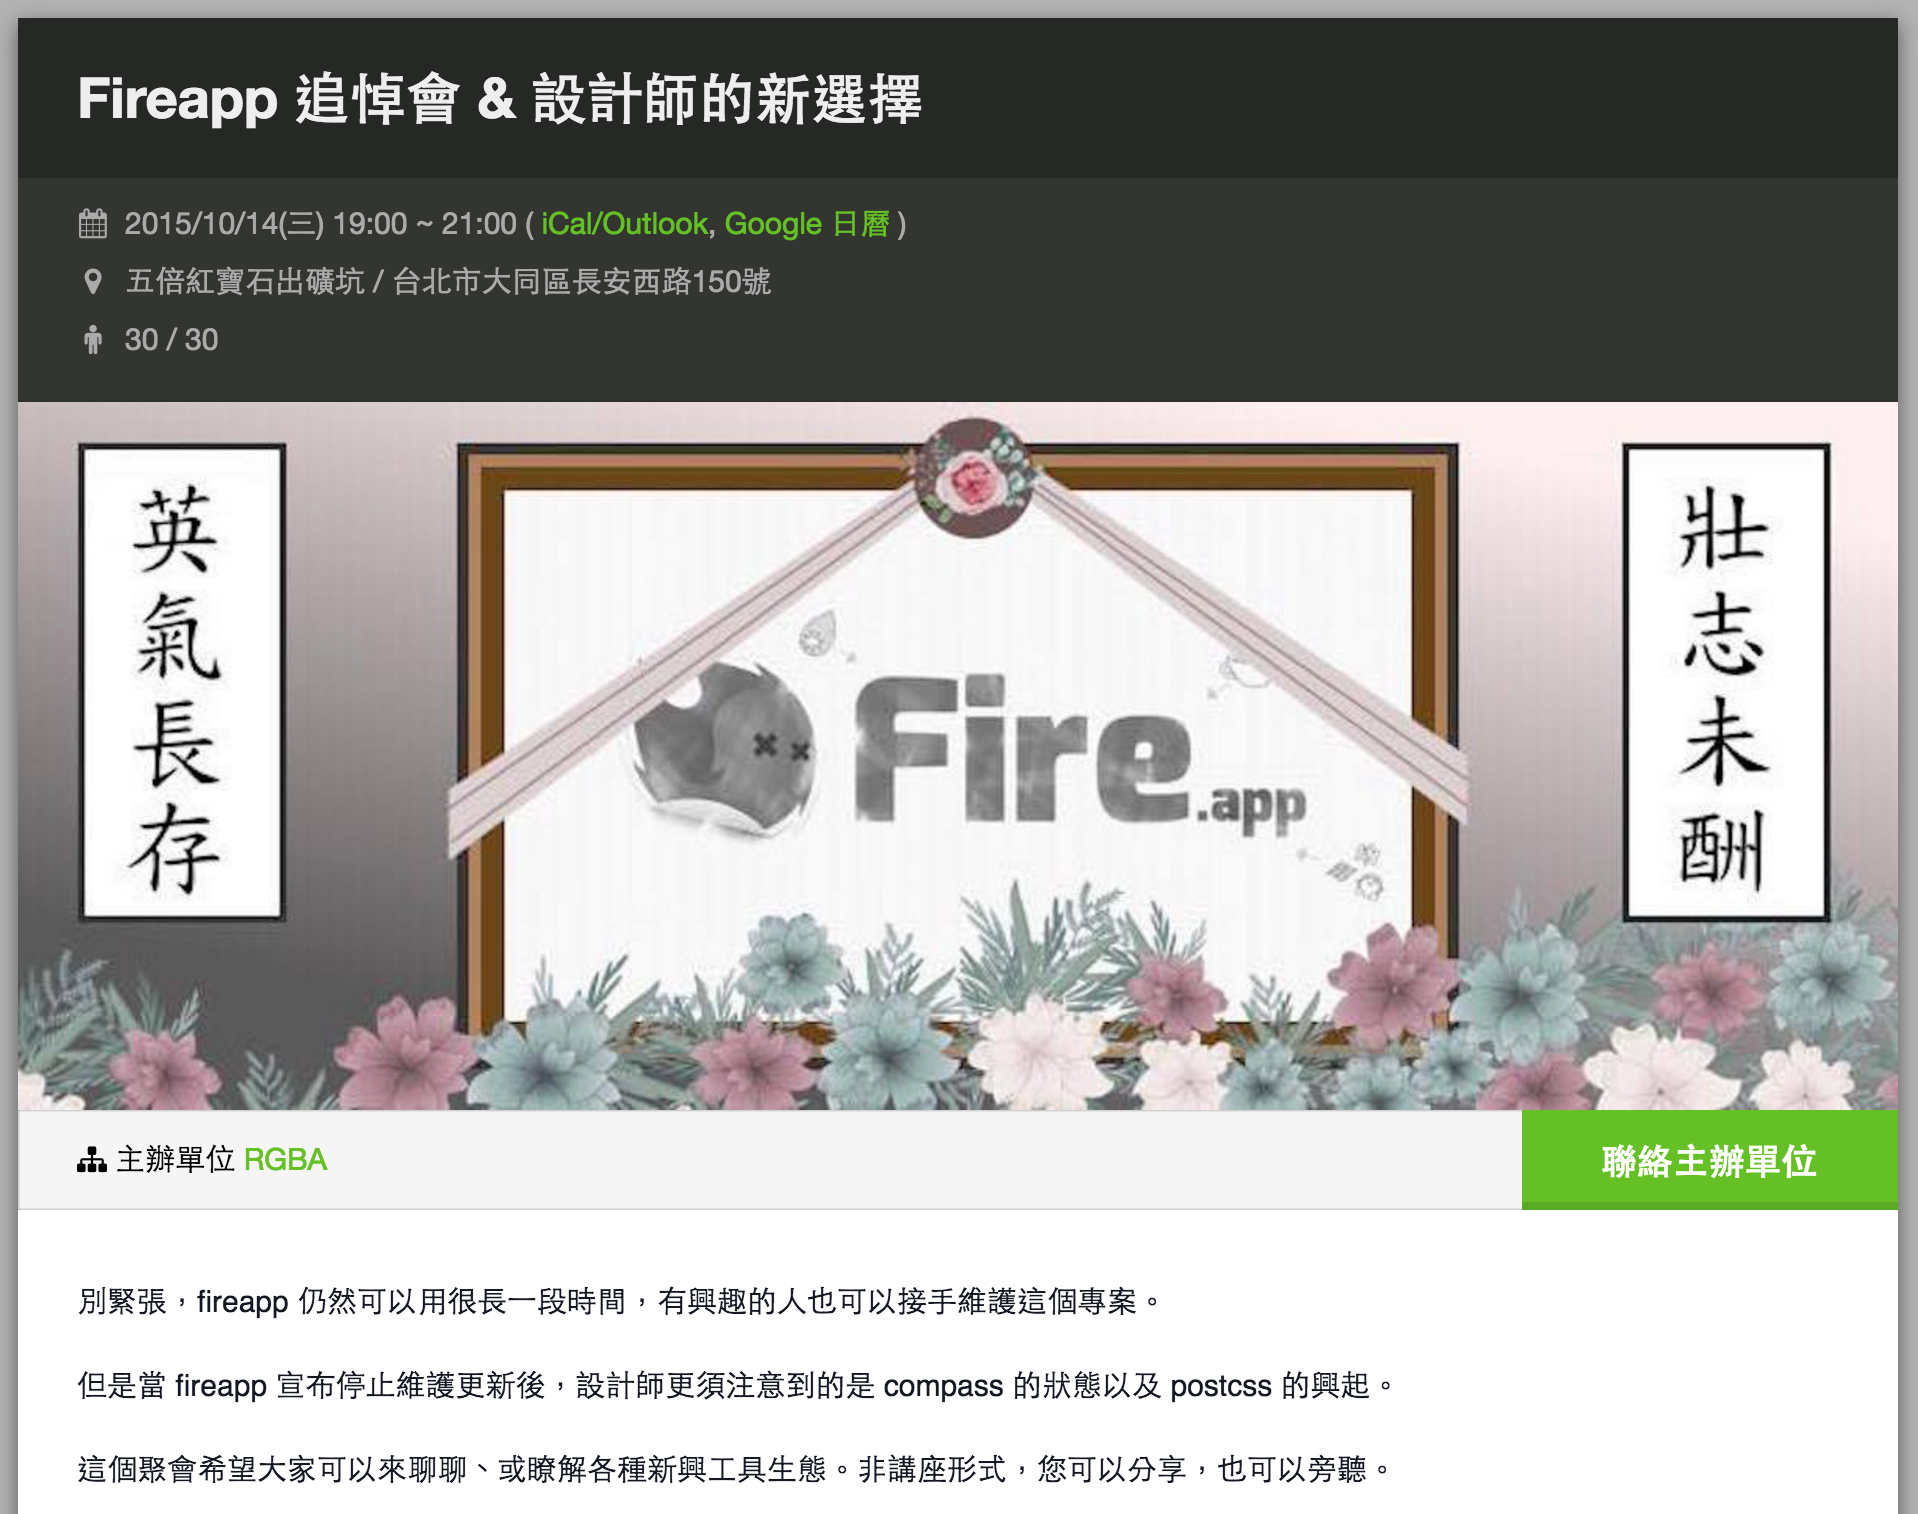 Fireapp 追悼會 & 設計師的新選擇
2015/10/14(三) 19:00 ~ 21:00 ( iCal/Outlook, Google 日曆 )
五倍紅寶石出礦坑 / 台北市大同區長安西路150號
30 / 30
壯志未酬
英氣長存
Fire.app
主辦單位 RGBA
聯絡主辦單位
別緊張，fireapp 仍然可以用很長一段時間，有興趣的人也可以接手維護這個專案。
但是當 fireapp 宣布停止維護更新後，設計師更須注意到的是 compass 的狀態以及 postcss 的興起。
這個聚會希望大家可以來聊聊、或瞭解各種新興工具生態。非講座形式，您可以分享，也可以旁聽。